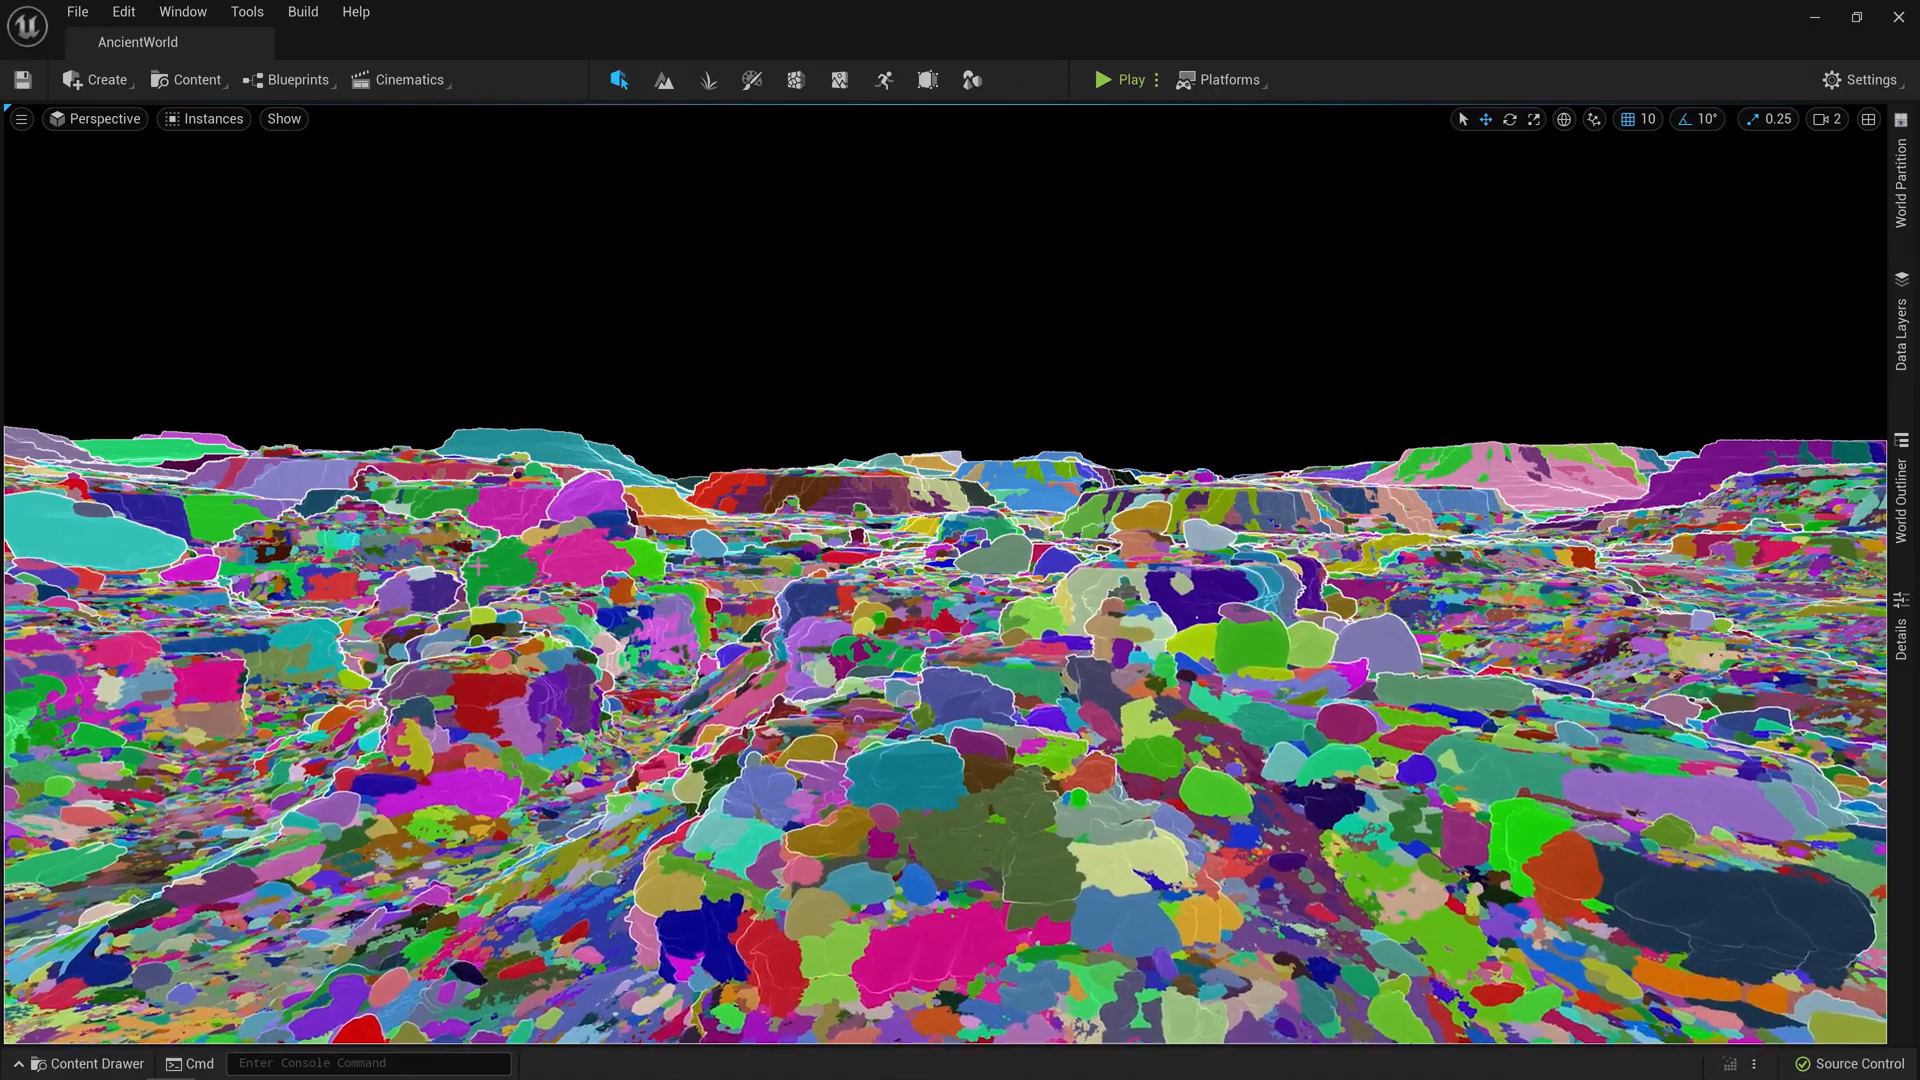 File Edit Window Tools Build Help
AncientWorld
Create Content Blueprints Cinematics Play Platforms Settings
Perspective Instances Show 10 10° 0.25 2
World Partition
Data Layers
World Outliner
Details
Content Drawer Cmd Enter Console Command Source Control